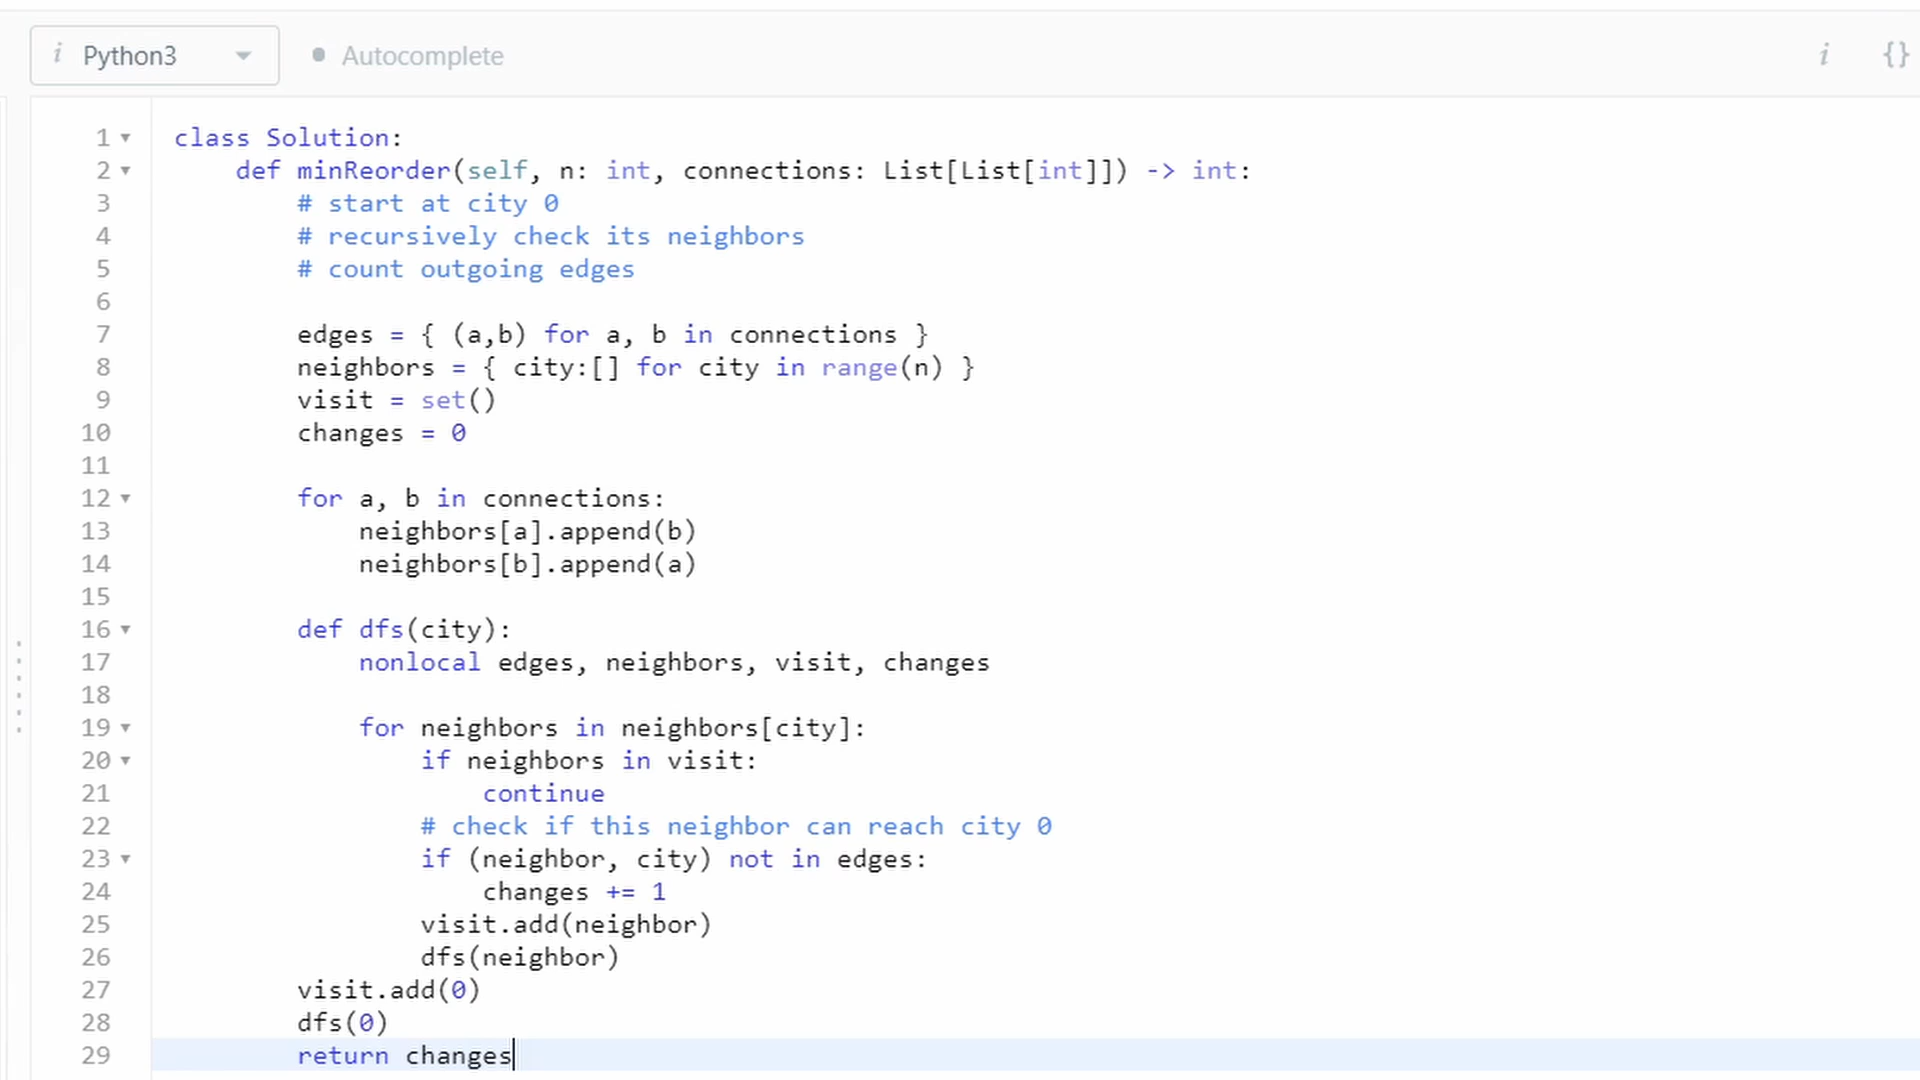 i Python3 Autocomplete i {}
1 class Solution:
2     def minReorder(self, n: int, connections: List[List[int]]) -> int:
3         # start at city 0
4         # recursively check its neighbors
5         # count outgoing edges
6
7         edges = { (a,b) for a, b in connections }
8         neighbors = { city:[] for city in range(n) }
9         visit = set()
10         changes = 0
11
12         for a, b in connections:
13             neighbors[a].append(b)
14             neighbors[b].append(a)
15
16         def dfs(city):
17             nonlocal edges, neighbors, visit, changes
18
19             for neighbors in neighbors[city]:
20                 if neighbors in visit:
21                     continue
22                 # check if this neighbor can reach city 0
23                 if (neighbor, city) not in edges:
24                     changes += 1
25                 visit.add(neighbor)
26                 dfs(neighbor)
27         visit.add(0)
28         dfs(0)
29         return changes